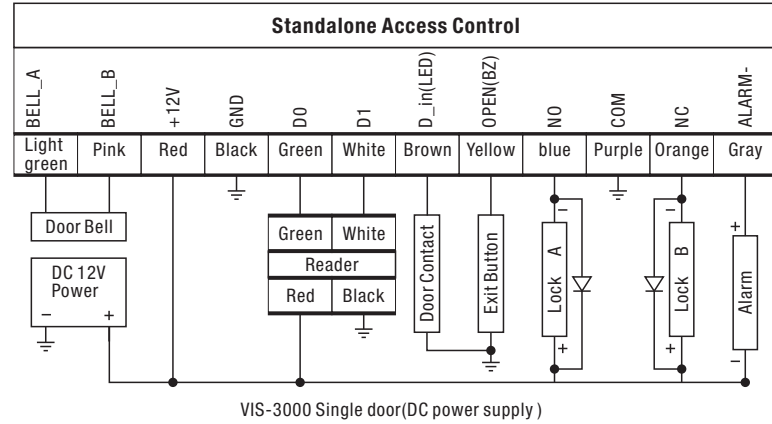 Standalone Access Control
BELL_A BELL_B +12V GND D0 D1 D_in(LED) OPEN(BZ) NO COM NC ALARM-
Light green Pink Red Black Green White Brown Yellow blue Purple Orange Gray
Door Bell
DC 12V
Power
− +
Green White
Reader
Red Black
Door Contact
Exit Button
− Lock A +
− Lock B +
+ Alarm −
VIS-3000 Single door(DC power supply )